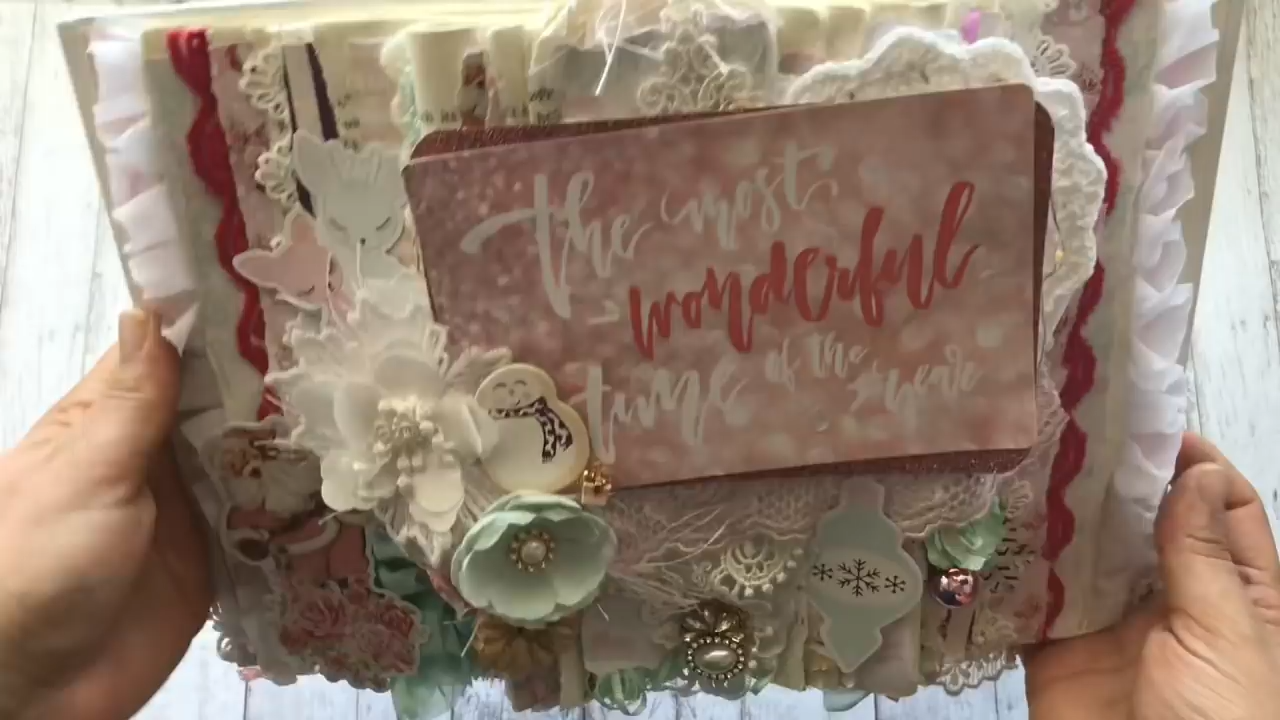 the most
wonderful
time of the
year